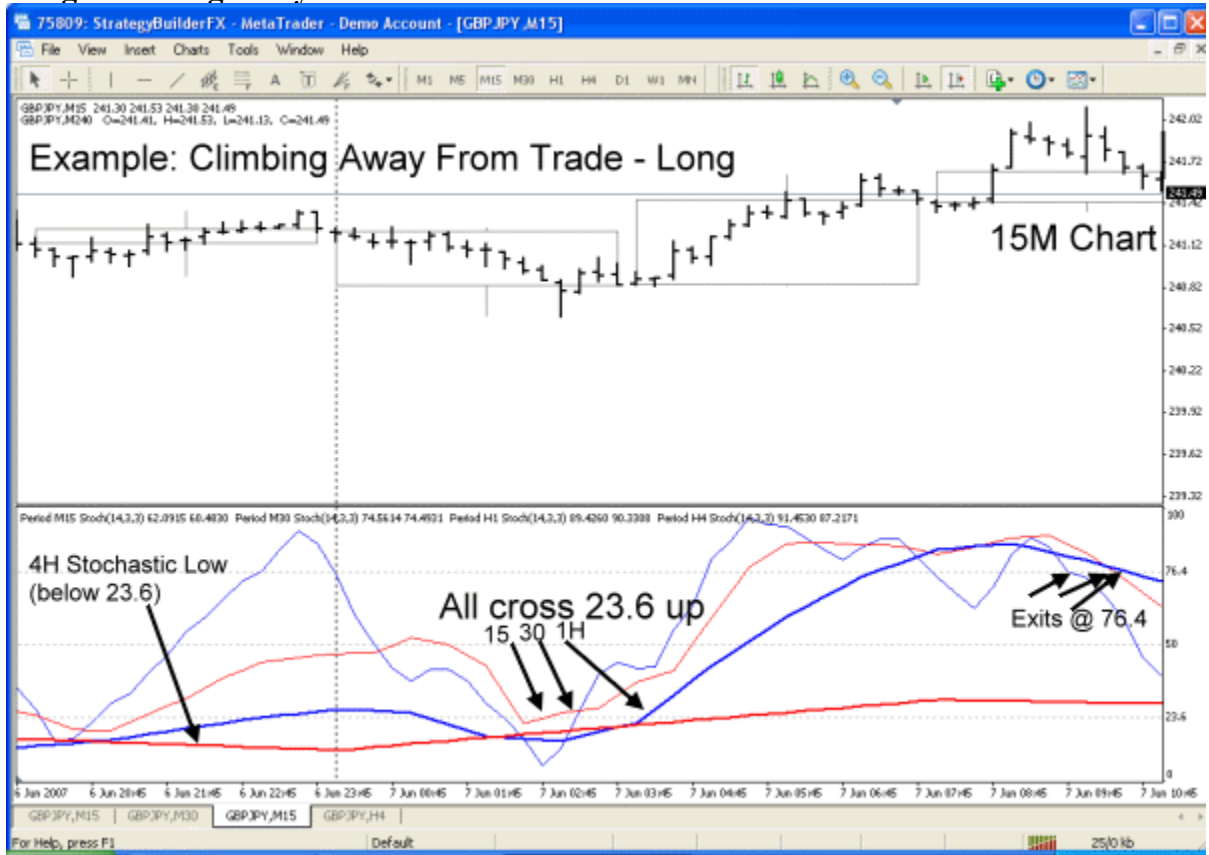 75809: StrategyBuilderFX - MetaTrader - Demo Account - [GBPJPY,M15]
File View Insert Charts Tools Window Help
A T M1 M5 M15 M30 H1 H4 D1 W1 MN
GBPJPY,M15 241.30 241.53 241.30 241.49
GBPJPY,M240 O=241.41, H=241.53, L=241.13, C=241.49
Example: Climbing Away From Trade - Long
15M Chart
242.02
241.72
241.49
241.42
241.12
240.82
240.52
240.22
239.92
239.62
239.32
Period M15 Stoch(14,3,3) 62.0915 60.4830 Period M30 Stoch(14,3,3) 74.5614 74.4931 Period H1 Stoch(14,3,3) 89.4260 90.3308 Period H4 Stoch(14,3,3) 91.4530 87.2171
100
4H Stochastic Low
(below 23.6)
76.4
All cross 23.6 up
15 30 1H
Exits @ 76.4
50
23.6
0
6 Jun 2007 6 Jun 20:45 6 Jun 21:45 6 Jun 22:45 6 Jun 23:45 7 Jun 00:45 7 Jun 01:45 7 Jun 02:45 7 Jun 03:45 7 Jun 04:45 7 Jun 05:45 7 Jun 06:45 7 Jun 07:45 7 Jun 08:45 7 Jun 09:45 7 Jun 10:45
GBPJPY,M15 GBPJPY,M30 GBPJPY,M15 GBPJPY,H4
For Help, press F1 Default 25/0 kb